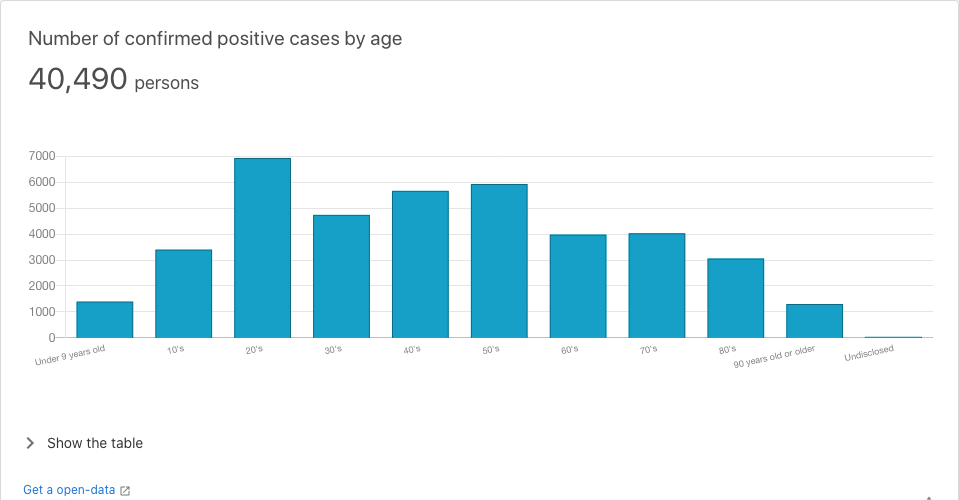 Number of confirmed positive cases by age
40,490 persons
7000
6000
5000
4000
3000
2000
1000
0
Under 9 years old
10's
20's
30's
40's
50's
60's
70's
80's
90 years old or older
Undisclosed
Show the table
Get a open-data